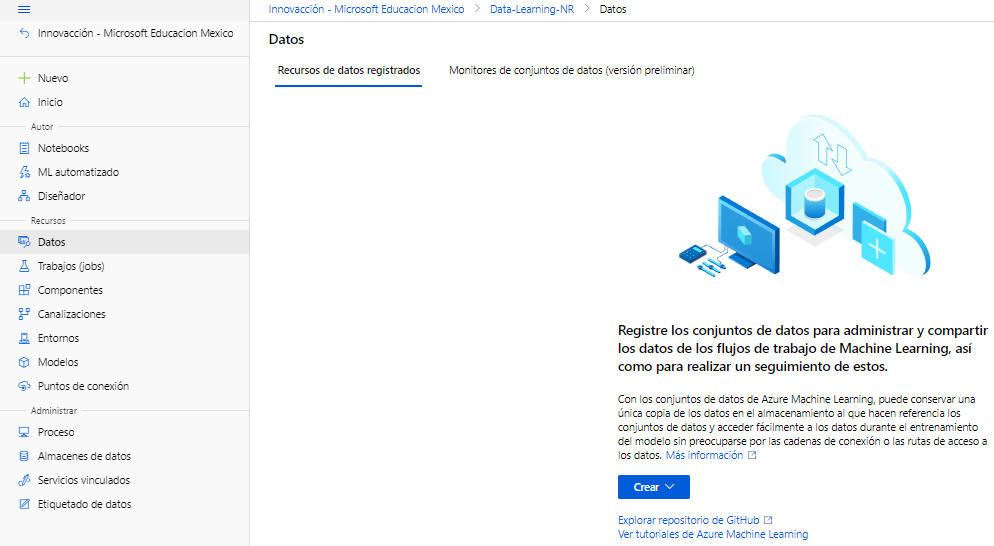 Innovacción - Microsoft Educacion Mexico > Data-Learning-NR > Datos
Innovacción - Microsoft Educacion Mexico
Nuevo
Inicio
Autor
Notebooks
ML automatizado
Diseñador
Recursos
Datos
Trabajos (jobs)
Componentes
Canalizaciones
Entornos
Modelos
Puntos de conexión
Administrar
Proceso
Almacenes de datos
Servicios vinculados
Etiquetado de datos
Datos
Recursos de datos registrados
Monitores de conjuntos de datos (versión preliminar)
Registre los conjuntos de datos para administrar y compartir
los datos de los flujos de trabajo de Machine Learning, así
como para realizar un seguimiento de estos.
Con los conjuntos de datos de Azure Machine Learning, puede conservar una
única copia de los datos en el almacenamiento al que hacen referencia los
conjuntos de datos y acceder fácilmente a los datos durante el entrenamiento
del modelo sin preocuparse por las cadenas de conexión o las rutas de acceso a
los datos. Más información
Crear
Explorar repositorio de GitHub
Ver tutoriales de Azure Machine Learning